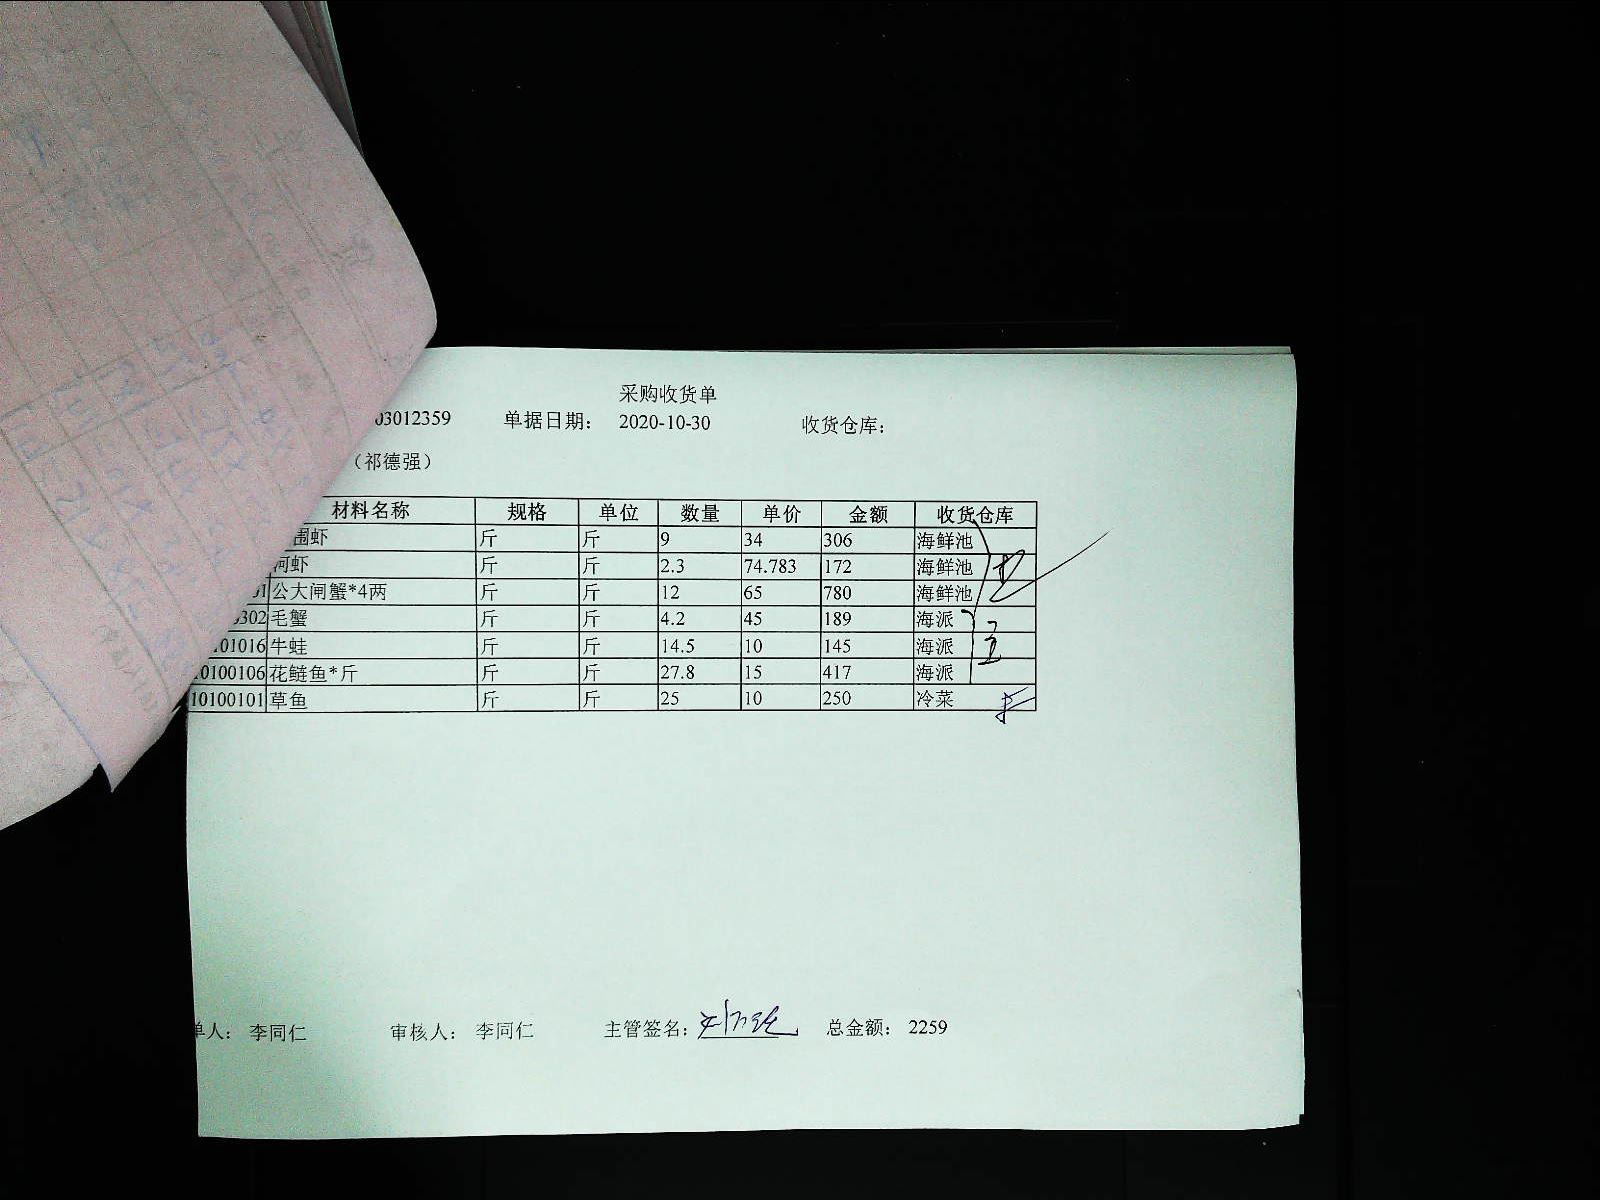 采购收货单
03012359 单据日期： 2020-10-30 收货仓库：
（祁德强）
材料名称 规格 单位 数量 单价 金额 收货仓库
围虾 斤 斤 9 34 306 海鲜池
河虾 斤 斤 2.3 74.783 172 海鲜池
01 公大闸蟹*4两 斤 斤 12 65 780 海鲜池
302 毛蟹 斤 斤 4.2 45 189 海派
101016 牛蛙 斤 斤 14.5 10 145 海派
10100106 花鲢鱼*斤 斤 斤 27.8 15 417 海派
10100101 草鱼 斤 斤 25 10 250 冷菜
单人： 李同仁 审核人： 李同仁 主管签名： 总金额： 2259